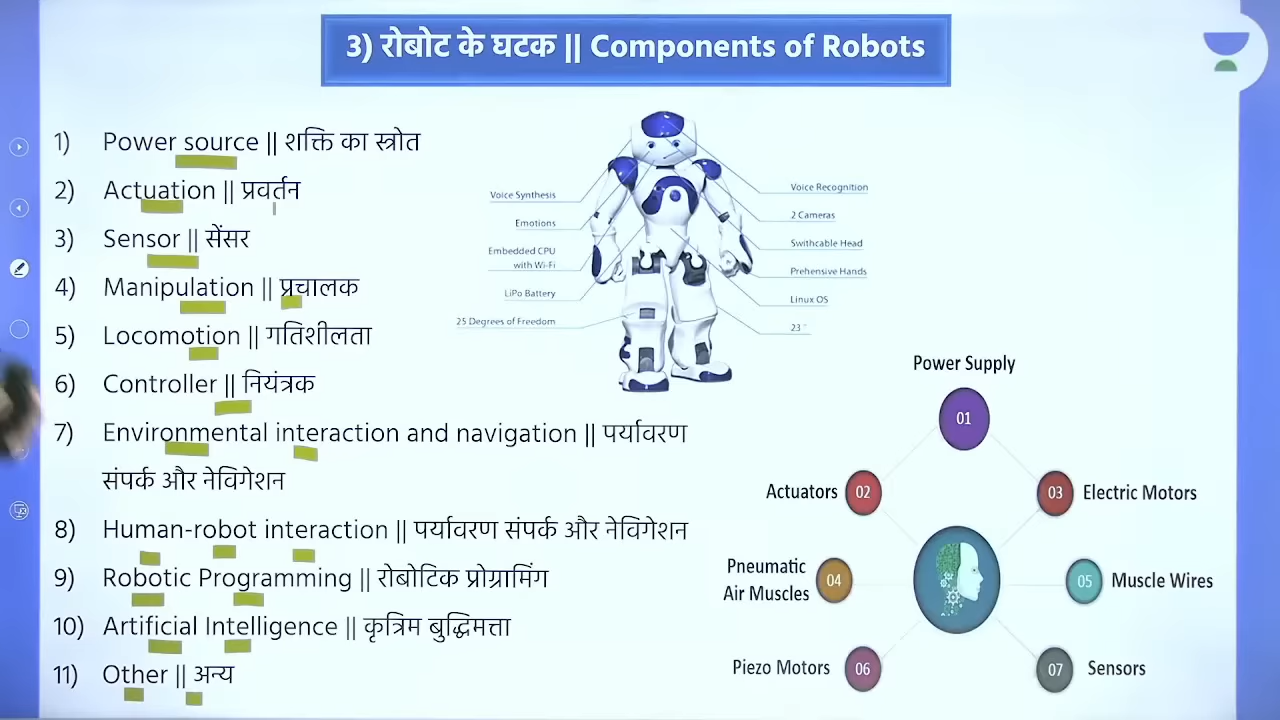 3) रोबोट के घटक || Components of Robots
1) Power source || शक्ति का स्त्रोत
2) Actuation || प्रवर्तन
3) Sensor || सेंसर
4) Manipulation || प्रचालक
5) Locomotion || गतिशीलता
6) Controller || नियंत्रक
7) Environmental interaction and navigation || पर्यावरण
संपर्क और नेविगेशन
8) Human-robot interaction || पर्यावरण संपर्क और नेविगेशन
9) Robotic Programming || रोबोटिक प्रोग्रामिंग
10) Artificial Intelligence || कृत्रिम बुद्धिमत्ता
11) Other || अन्य
Voice Synthesis
Emotions
Embedded CPU
with Wi-Fi
LiPo Battery
25 Degrees of Freedom
Voice Recognition
2 Cameras
Swithcable Head
Prehensive Hands
Linux OS
23 "
Power Supply
01
Actuators 02
03 Electric Motors
Pneumatic
Air Muscles 04
05 Muscle Wires
Piezo Motors 06
07 Sensors